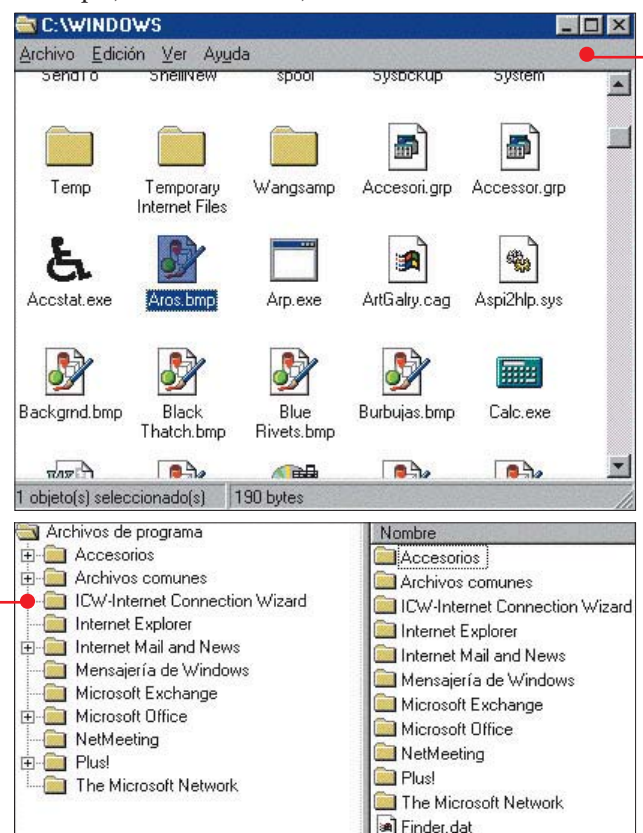 C:\WINDOWS
Archivo Edición Ver Ayuda
SendTo ShellNew spool Sysbckup System
Temp Temporary Internet Files Wangsamp Accesori.grp Accessor.grp
Accstat.exe Aros.bmp Arp.exe ArtGalry.cag Aspi2hlp.sys
Backgrnd.bmp Black Thatch.bmp Blue Rivets.bmp Burbujas.bmp Calc.exe
1 objeto(s) seleccionado(s) 190 bytes
Archivos de programa
Accesorios
Archivos comunes
ICW-Internet Connection Wizard
Internet Explorer
Internet Mail and News
Mensajería de Windows
Microsoft Exchange
Microsoft Office
NetMeeting
Plus!
The Microsoft Network
Nombre
Accesorios
Archivos comunes
ICW-Internet Connection Wizard
Internet Explorer
Internet Mail and News
Mensajería de Windows
Microsoft Exchange
Microsoft Office
NetMeeting
Plus!
The Microsoft Network
Finder.dat